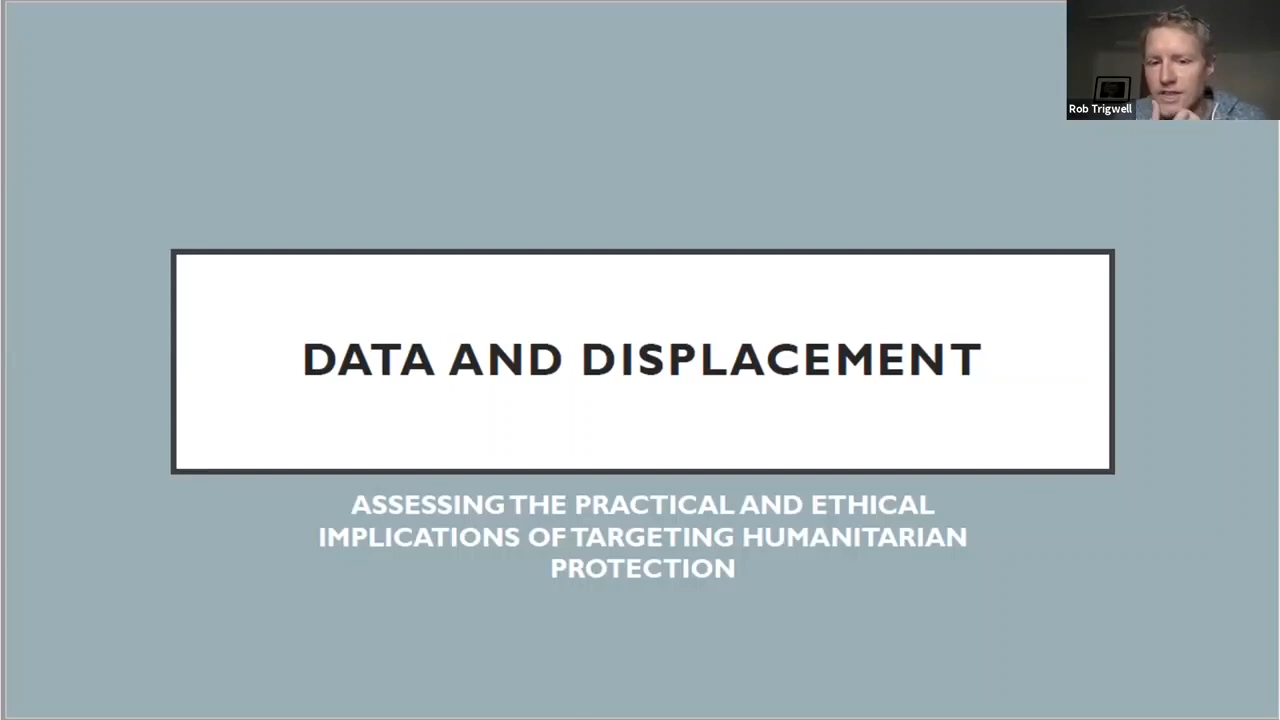 Rob Trigwell
DATA AND DISPLACEMENT
ASSESSING THE PRACTICAL AND ETHICAL
IMPLICATIONS OF TARGETING HUMANITARIAN
PROTECTION